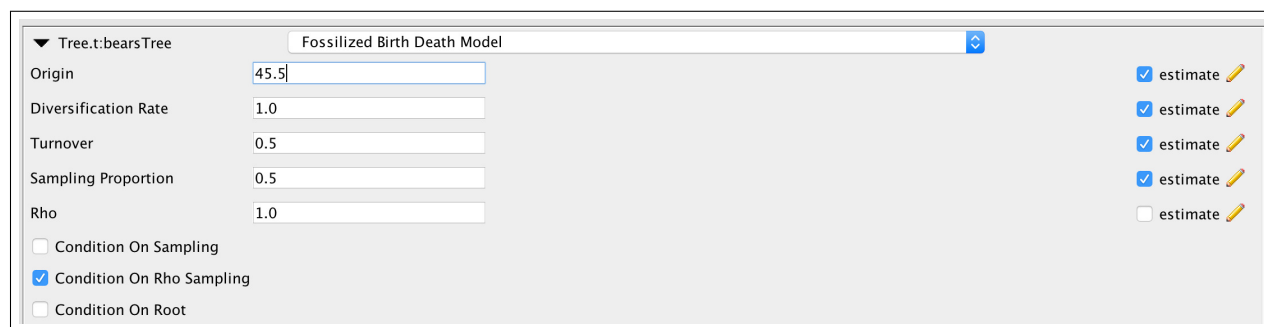 Tree.t:bearsTree Fossilized Birth Death Model
Origin 45.5 estimate
Diversification Rate 1.0 estimate
Turnover 0.5 estimate
Sampling Proportion 0.5 estimate
Rho 1.0 estimate
Condition On Sampling
Condition On Rho Sampling
Condition On Root